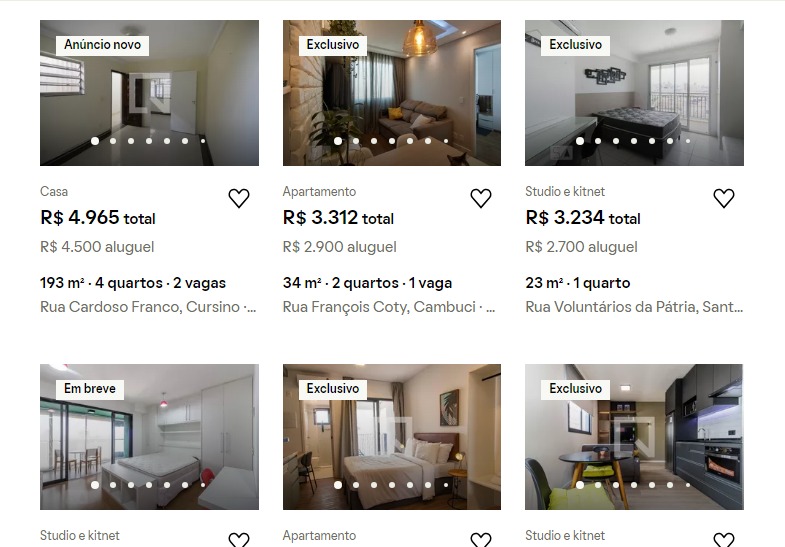 Anúncio novo
Exclusivo
Exclusivo
Casa
R$ 4.965 total
R$ 4.500 aluguel
193 m² · 4 quartos · 2 vagas
Rua Cardoso Franco, Cursino ·...
Apartamento
R$ 3.312 total
R$ 2.900 aluguel
34 m² · 2 quartos · 1 vaga
Rua François Coty, Cambuci · ...
Studio e kitnet
R$ 3.234 total
R$ 2.700 aluguel
23 m² · 1 quarto
Rua Voluntários da Pátria, Sant...
Em breve
Exclusivo
Exclusivo
Studio e kitnet
Apartamento
Studio e kitnet